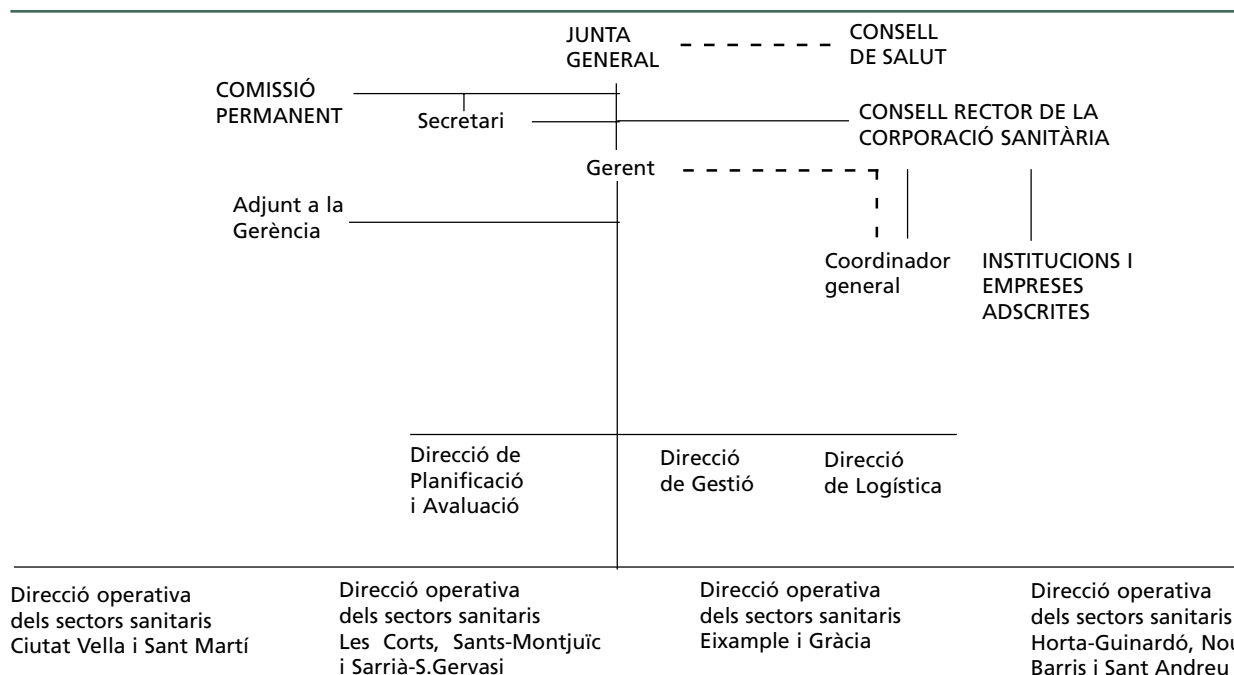 JUNTA
GENERAL
CONSELL
DE SALUT
COMISSIÓ
PERMANENT
Secretari
CONSELL RECTOR DE LA
CORPORACIÓ SANITÀRIA
Gerent
Adjunt a la
Gerència
Coordinador
general
INSTITUCIONS I
EMPRESES
ADSCRITES
Direcció de
Planificació
i Avaluació
Direcció
de Gestió
Direcció
de Logística
Direcció operativa
dels sectors sanitaris
Ciutat Vella i Sant Martí
Direcció operativa
dels sectors sanitaris
Les Corts, Sants-Montjuïc
i Sarrià-S.Gervasi
Direcció operativa
dels sectors sanitaris
Eixample i Gràcia
Direcció operativa
dels sectors sanitaris
Horta-Guinardó, Nou
Barris i Sant Andreu